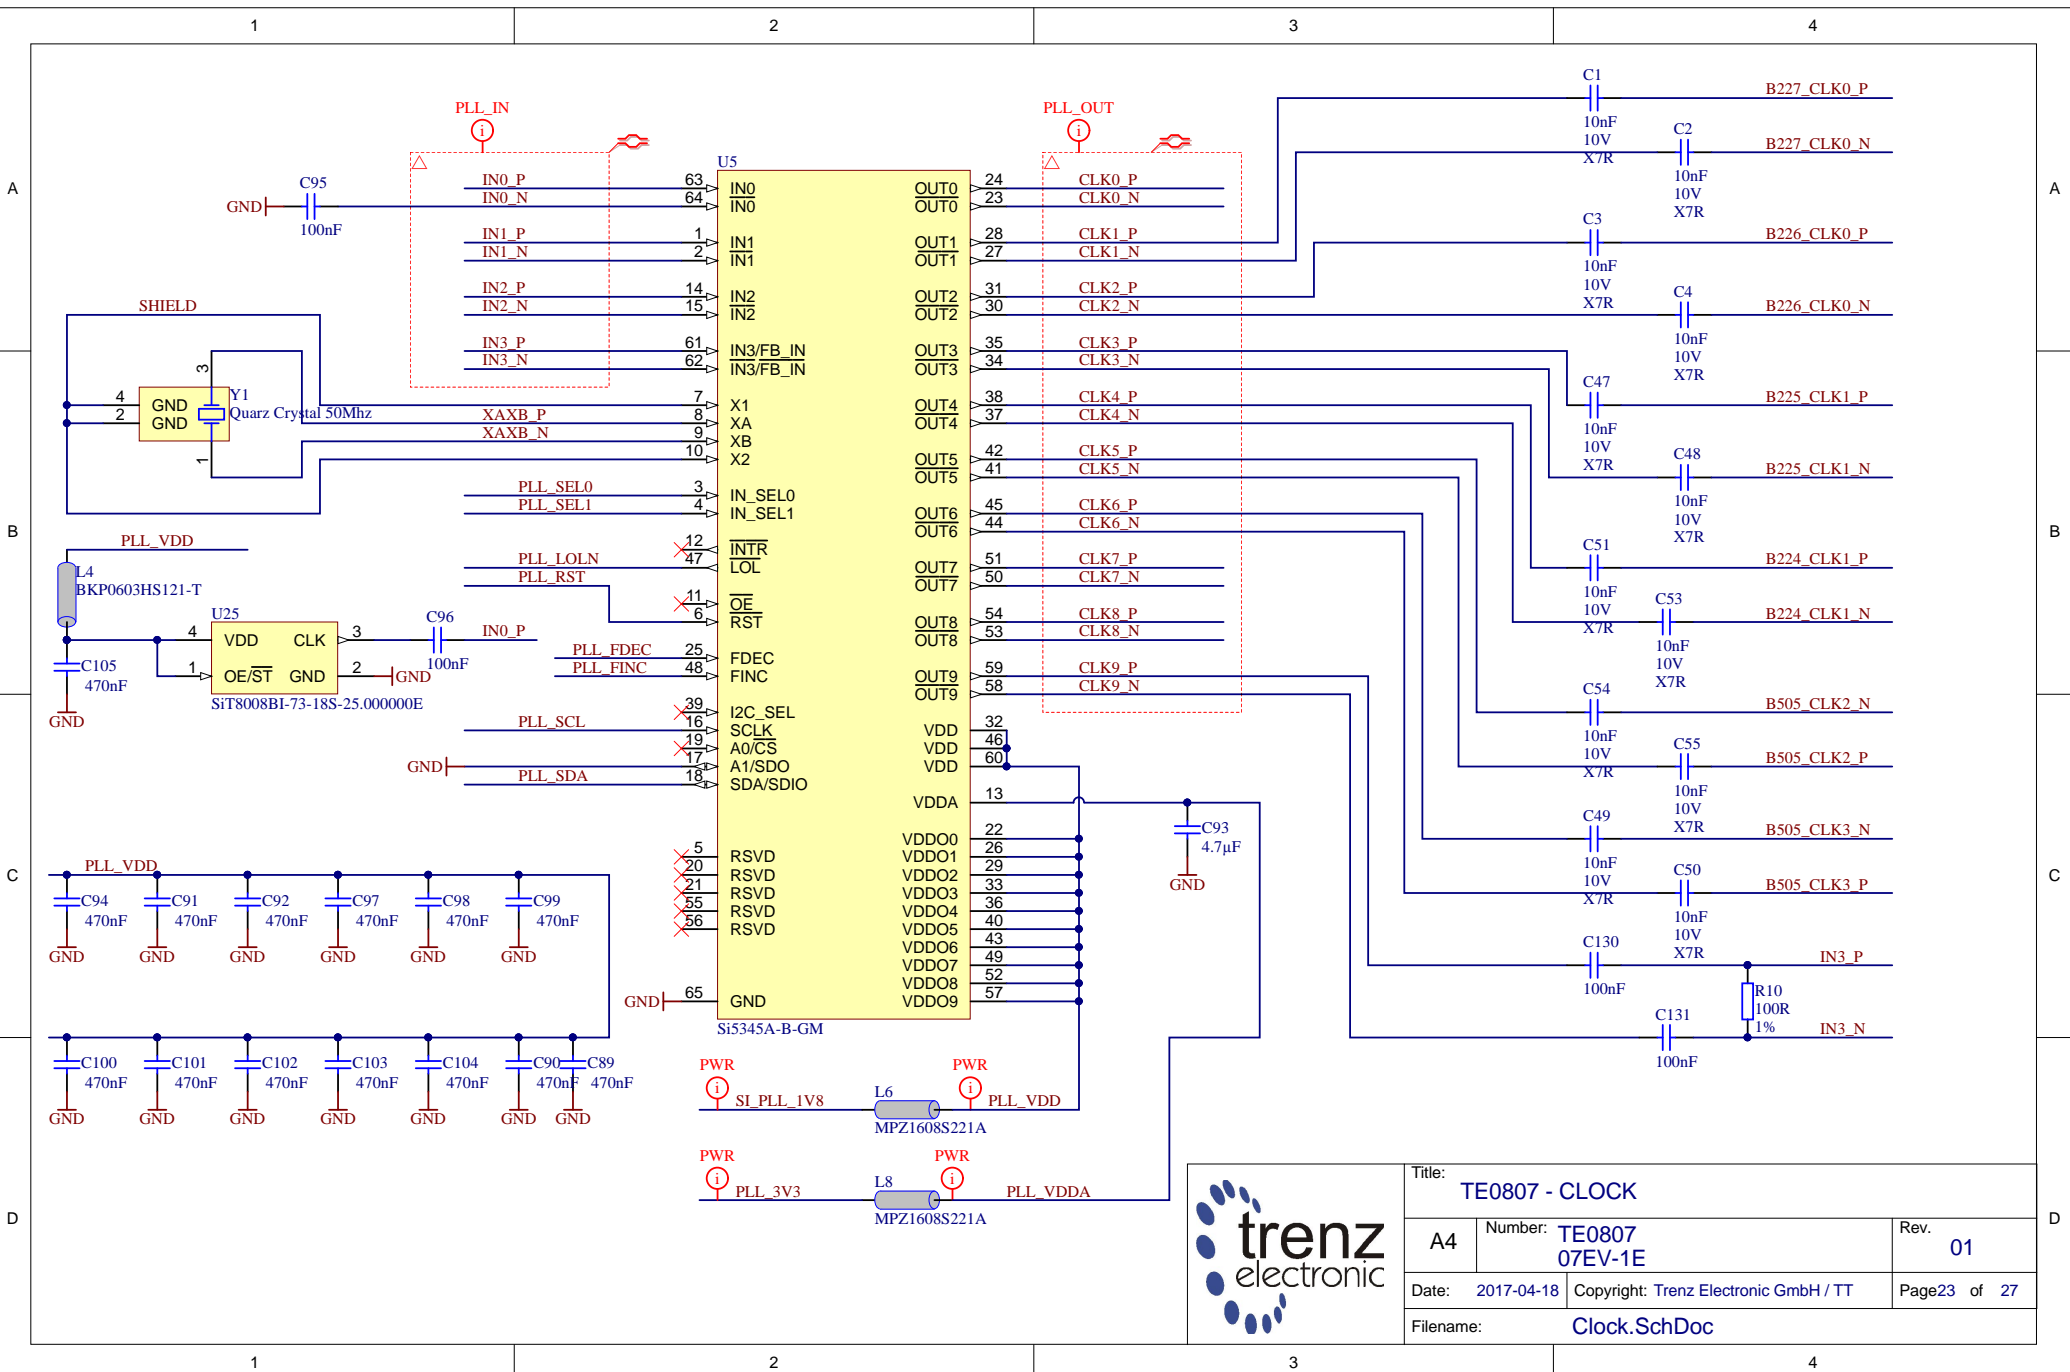 1
2
3
4
A
A
B
B
C
C
D
D
PLL_IN
i
PLL_OUT
i
U5
C95
GND
100nF
IN0_P
IN0_N
IN1_P
IN1_N
IN2_P
IN2_N
IN3_P
IN3_N
63 IN0
64 IN0
1 IN1
2 IN1
14 IN2
15 IN2
61 IN3/FB_IN
62 IN3/FB_IN
7 X1
8 XA
9 XB
10 X2
3 IN_SEL0
4 IN_SEL1
12 INTR
47 LOL
11 OE
6 RST
25 FDEC
48 FINC
39 I2C_SEL
16 SCLK
19 A0/CS
17 A1/SDO
18 SDA/SDIO
5 RSVD
20 RSVD
21 RSVD
55 RSVD
56 RSVD
GND 65 GND
Si5345A-B-GM
SHIELD
3
4 GND
2 GND
1
Y1
Quarz Crystal 50Mhz
XAXB_P
XAXB_N
PLL_SEL0
PLL_SEL1
PLL_LOLN
PLL_RST
PLL_FDEC
PLL_FINC
PLL_SCL
GND
PLL_SDA
PLL_VDD
L4
BKP0603HS121-T
U25
4 VDD CLK 3
1 OE/ST GND 2
GND
SiT8008BI-73-18S-25.000000E
C96
100nF
IN0_P
C105
470nF
GND
OUT0 24 CLK0_P
OUT0 23 CLK0_N
OUT1 28 CLK1_P
OUT1 27 CLK1_N
OUT2 31 CLK2_P
OUT2 30 CLK2_N
OUT3 35 CLK3_P
OUT3 34 CLK3_N
OUT4 38 CLK4_P
OUT4 37 CLK4_N
OUT5 42 CLK5_P
OUT5 41 CLK5_N
OUT6 45 CLK6_P
OUT6 44 CLK6_N
OUT7 51 CLK7_P
OUT7 50 CLK7_N
OUT8 54 CLK8_P
OUT8 53 CLK8_N
OUT9 59 CLK9_P
OUT9 58 CLK9_N
VDD 32
VDD 46
VDD 60
VDDA 13
VDDO0 22
VDDO1 26
VDDO2 29
VDDO3 33
VDDO4 36
VDDO5 40
VDDO6 43
VDDO7 49
VDDO8 52
VDDO9 57
C93
4.7µF
GND
C1
10nF
10V
X7R
B227_CLK0_P
C2
10nF
10V
X7R
B227_CLK0_N
C3
10nF
10V
X7R
B226_CLK0_P
C4
10nF
10V
X7R
B226_CLK0_N
C47
10nF
10V
X7R
B225_CLK1_P
C48
10nF
10V
X7R
B225_CLK1_N
C51
10nF
10V
X7R
B224_CLK1_P
C53
10nF
10V
X7R
B224_CLK1_N
C54
10nF
10V
X7R
B505_CLK2_N
C55
10nF
10V
X7R
B505_CLK2_P
C49
10nF
10V
X7R
B505_CLK3_N
C50
10nF
10V
X7R
B505_CLK3_P
C130
100nF
IN3_P
R10
100R
1%
C131
100nF
IN3_N
PLL_VDD
C94 C91 C92 C97 C98 C99
470nF 470nF 470nF 470nF 470nF 470nF
GND GND GND GND GND GND
C100 C101 C102 C103 C104 C90 C89
470nF 470nF 470nF 470nF 470nF 470nF 470nF
GND GND GND GND GND GND GND
PWR
i
PWR
i
SI_PLL_1V8
L6
MPZ1608S221A
PLL_VDD
PWR
i
PWR
i
PLL_3V3
L8
MPZ1608S221A
PLL_VDDA
trenz
electronic
Title:
TE0807 - CLOCK
A4
Number: TE0807
07EV-1E
Rev.
01
Date: 2017-04-18
Copyright: Trenz Electronic GmbH / TT
Page23 of 27
Filename: Clock.SchDoc
1
2
3
4